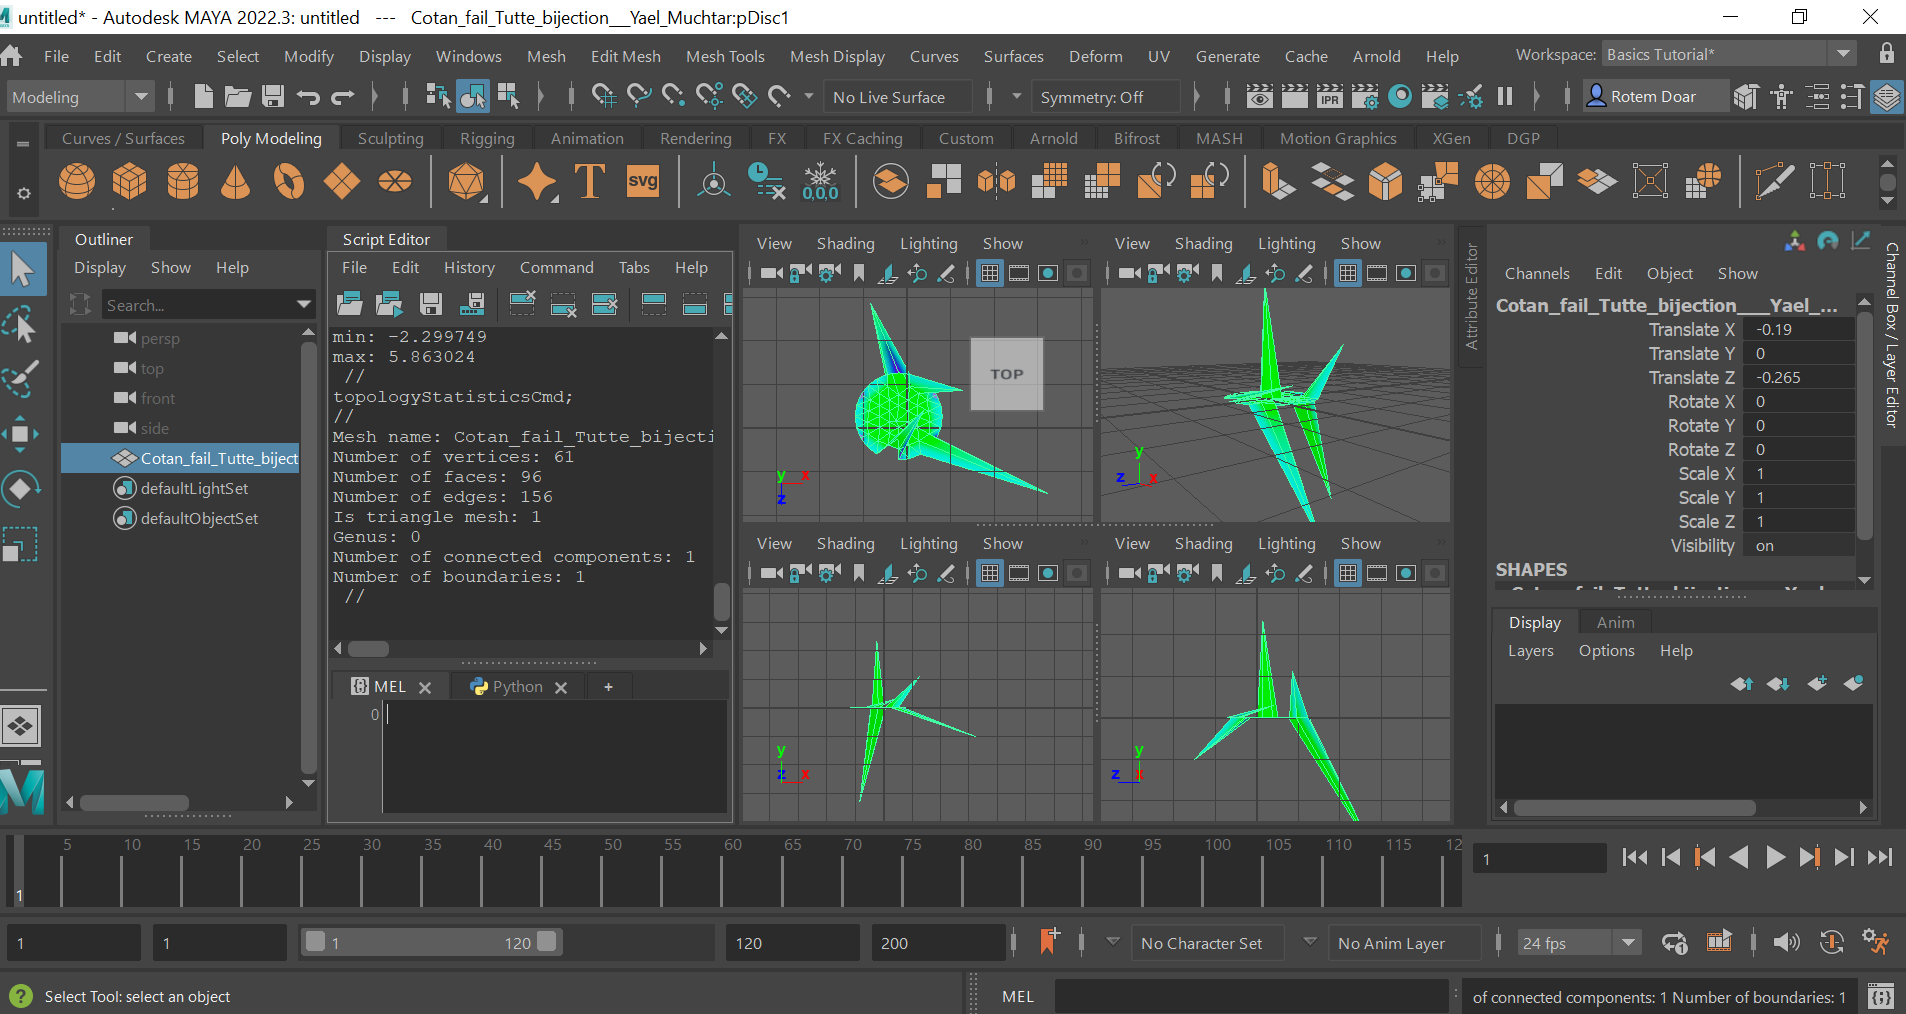 untitled* - Autodesk MAYA 2022.3: untitled   ---   Cotan_fail_Tutte_bijection___Yael_Muchtar:pDisc1
File Edit Create Select Modify Display Windows Mesh Edit Mesh Mesh Tools Mesh Display Curves Surfaces Deform UV Generate Cache Arnold Help Workspace: Basics Tutorial*
Modeling No Live Surface Symmetry: Off IPR Rotem Doar
Curves / Surfaces Poly Modeling Sculpting Rigging Animation Rendering FX FX Caching Custom Arnold Bifrost MASH Motion Graphics XGen DGP
T svg 0,0,0
Outliner
Display Show Help
Search...
persp
top
front
side
Cotan_fail_Tutte_biject
defaultLightSet
defaultObjectSet
Script Editor
File Edit History Command Tabs Help
min: -2.299749
max: 5.863024
//
topologyStatisticsCmd;
//
Mesh name: Cotan_fail_Tutte_bijecti
Number of vertices: 61
Number of faces: 96
Number of edges: 156
Is triangle mesh: 1
Genus: 0
Number of connected components: 1
Number of boundaries: 1
//
MEL Python +
0
View Shading Lighting Show
TOP
y x
z
View Shading Lighting Show
y
z x
View Shading Lighting Show
y
z x
View Shading Lighting Show
y
z x
Attribute Editor
Channels Edit Object Show
Cotan_fail_Tutte_bijection___Yael_...
Translate X -0.19
Translate Y 0
Translate Z -0.265
Rotate X 0
Rotate Y 0
Rotate Z 0
Scale X 1
Scale Y 1
Scale Z 1
Visibility on
SHAPES
Channel Box / Layer Editor
Display Anim
Layers Options Help
5 10 15 20 25 30 35 40 45 50 55 60 65 70 75 80 85 90 95 100 105 110 115 12
1
1
1 1 1 120 120 200 No Character Set No Anim Layer 24 fps
Select Tool: select an object MEL of connected components: 1 Number of boundaries: 1